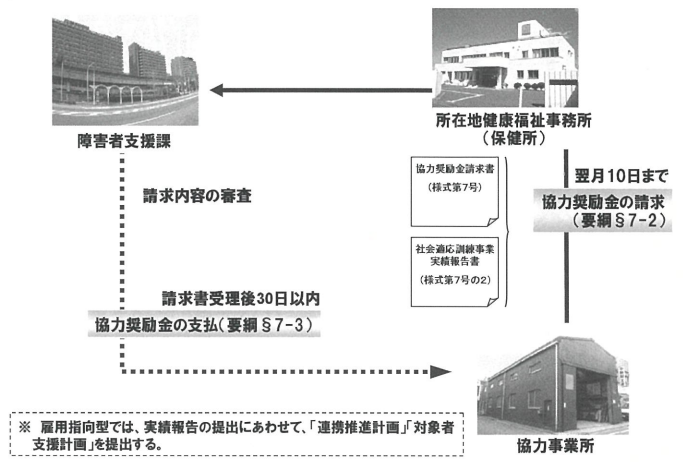 障害者支援課
所在地健康福祉事務所
（保健所）
請求内容の審査
協力奨励金請求書
（様式第7号）
社会適応訓練事業
実績報告書
（様式第7号の2）
翌月10日まで
協力奨励金の請求
（要綱§7-2）
請求書受理後30日以内
協力奨励金の支払（要綱§7-3）
協力事業所
※　雇用指向型では、実績報告の提出にあわせて、「連携推進計画」「対象者
支援計画」を提出する。